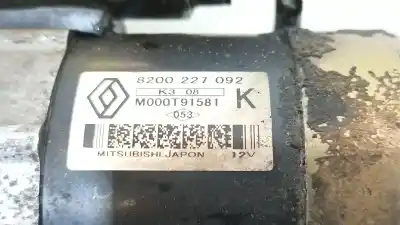 8200 227 092
K3 08
M000T91581 K
<053>
MITSUBISHI,JAPON 12V